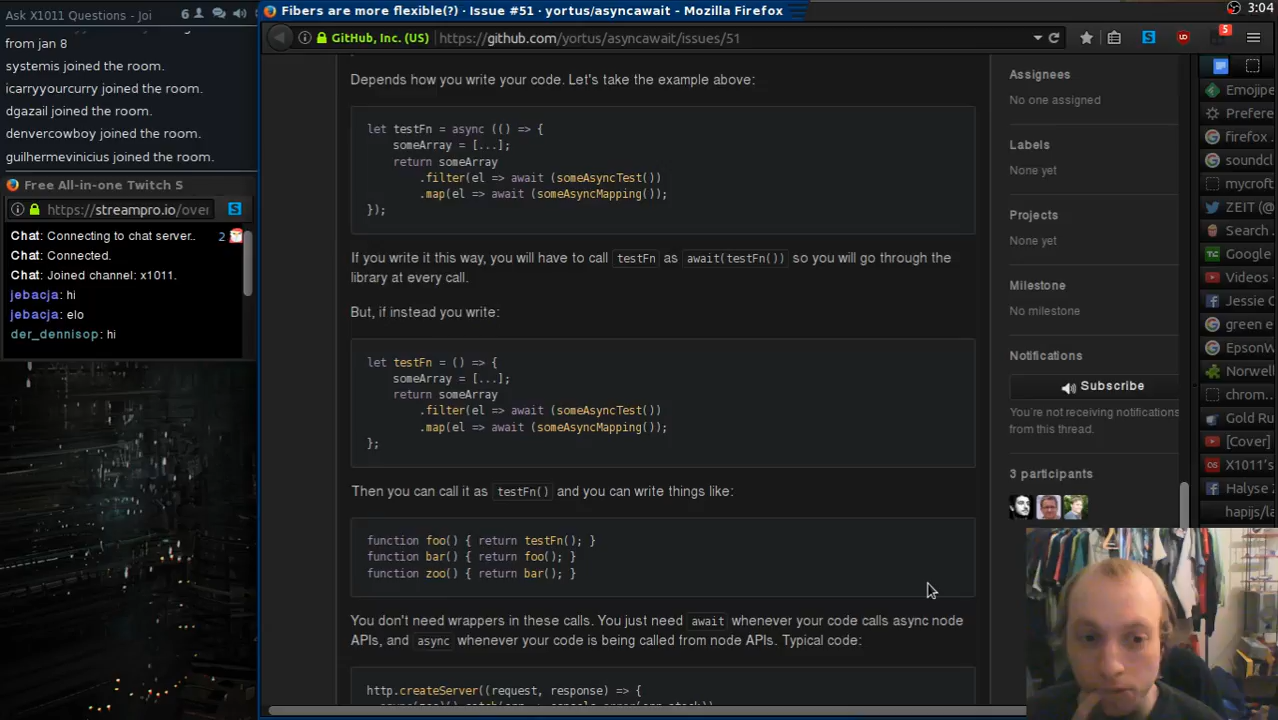 Ask X1011 Questions - Joi
6
from jan 8
systemis joined the room.
icarryyourcurry joined the room.
dgazail joined the room.
denvercowboy joined the room.
guilhermevinicius joined the room.
Free All-in-one Twitch S
https://streampro.io/over
Chat: Connecting to chat server..
2
Chat: Connected.
Chat: Joined channel: x1011.
jebacja: hi
jebacja: elo
der_dennisop: hi
Fibers are more flexible(?) · Issue #51 · yortus/asyncawait - Mozilla Firefox
3:04
GitHub, Inc. (US)
https://github.com/yortus/asyncawait/issues/51
5
Depends how you write your code. Let's take the example above:
let testFn = async (() => {
someArray = [...];
return someArray
.filter(el => await (someAsyncTest())
.map(el => await (someAsyncMapping());
});
If you write it this way, you will have to call testFn as await(testFn()) so you will go through the
library at every call.
But, if instead you write:
let testFn = () => {
someArray = [...];
return someArray
.filter(el => await (someAsyncTest())
.map(el => await (someAsyncMapping());
};
Then you can call it as testFn() and you can write things like:
function foo() { return testFn(); }
function bar() { return foo(); }
function zoo() { return bar(); }
You don't need wrappers in these calls. You just need await whenever your code calls async node
APIs, and async whenever your code is being called from node APIs. Typical code:
http.createServer((request, response) => {
Assignees
No one assigned
Labels
None yet
Projects
None yet
Milestone
No milestone
Notifications
Subscribe
You're not receiving notifications
from this thread.
3 participants
Emojipe
Prefere
firefox
soundcl
mycroft
ZEIT (@
Search
Google
Videos -
Jessie G
green e
EpsonW
Norwell
chrom
Gold Ru
[Cover]
X1011's
Halyse Z
hapijs/la